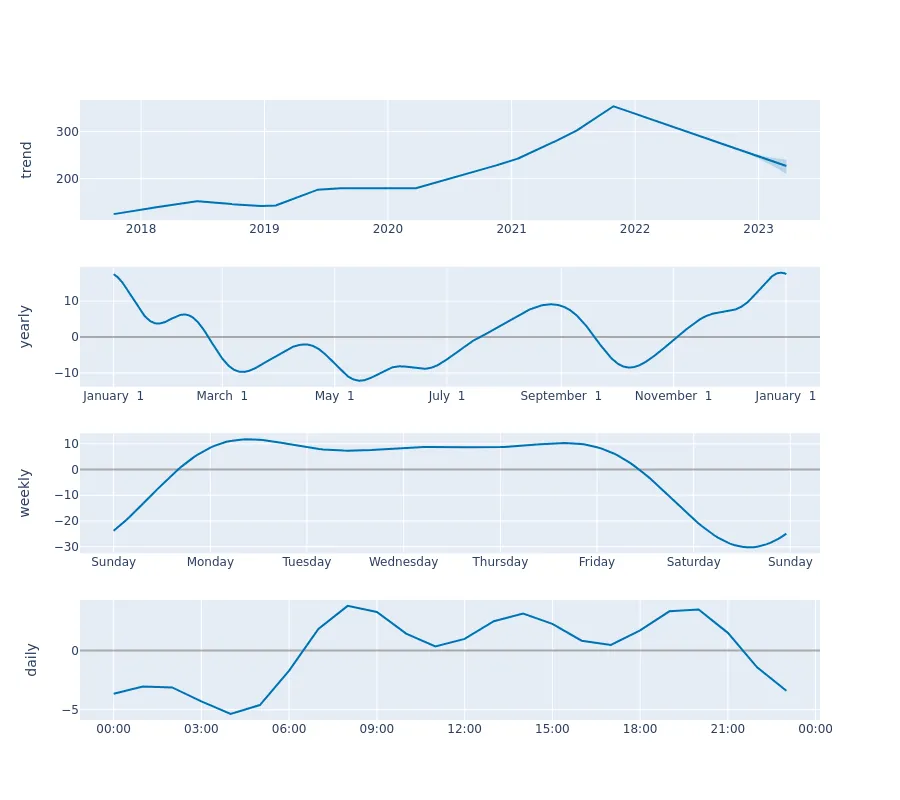 trend
300
200
2018 2019 2020 2021 2022 2023
yearly
10
0
−10
January 1 March 1 May 1 July 1 September 1 November 1 January 1
weekly
10
0
−10
−20
−30
Sunday Monday Tuesday Wednesday Thursday Friday Saturday Sunday
daily
0
−5
00:00 03:00 06:00 09:00 12:00 15:00 18:00 21:00 00:00